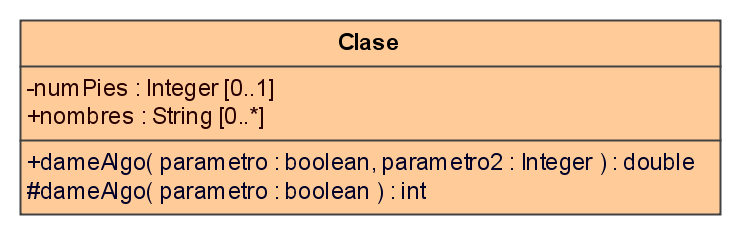 Clase
-numPies : Integer [0..1]
+nombres : String [0..*]
+dameAlgo( parametro : boolean, parametro2 : Integer ) : double
#dameAlgo( parametro : boolean ) : int